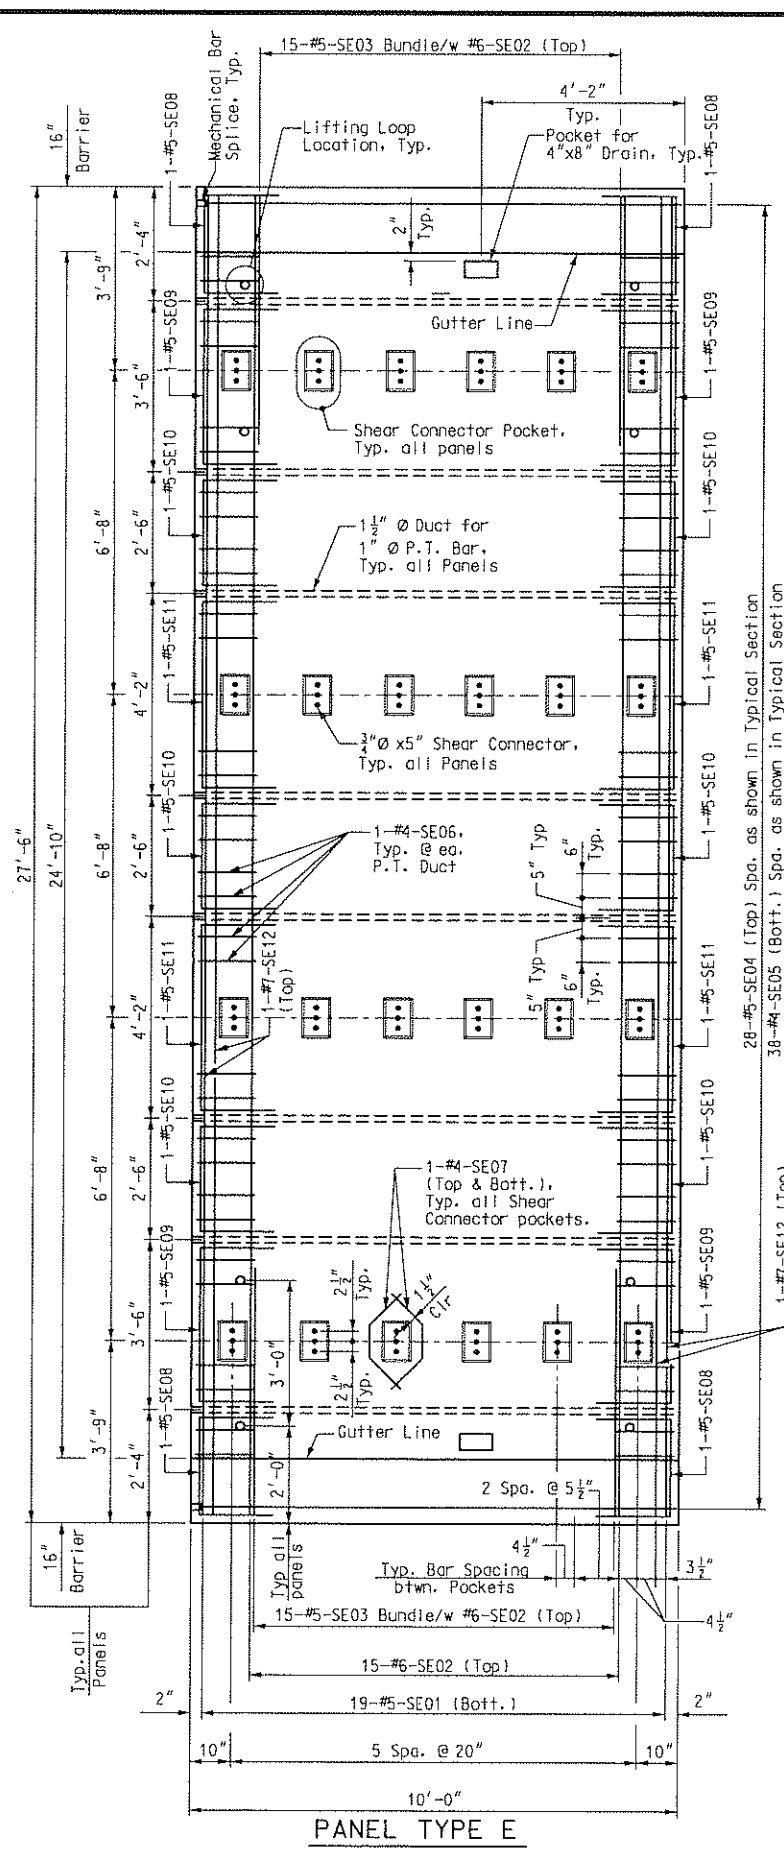 15-#5-SE03 Bundle/w #6-SE02 (Top)
Mechanical Bar
Splice, Typ.
16"
Barrier
1-#5-SE08
Lifting Loop
Location, Typ.
4'-2"
Typ.
Pocket for
4"x8" Drain, Typ.
1-#5-SE08
2"
Typ.
Gutter Line
27'-6"
24'-10"
3'-9"
6'-8"
6'-8"
6'-8"
3'-9"
2'-4"
3'-6"
2'-6"
4'-2"
2'-6"
4'-2"
2'-6"
3'-6"
2'-4"
1-#5-SE09
1-#5-SE10
1-#5-SE11
1-#5-SE10
1-#5-SE11
1-#5-SE10
1-#5-SE09
1-#5-SE08
1-#5-SE09
1-#5-SE10
1-#5-SE11
1-#5-SE10
1-#5-SE11
1-#5-SE10
1-#5-SE09
1-#5-SE08
Shear Connector Pocket,
Typ. all panels
1½" Ø Duct for
1" Ø P.T. Bar,
Typ. all Panels
¾"Ø x5" Shear Connector,
Typ. all Panels
1-#4-SE06,
Typ. @ ea.
P.T. Duct
5" Typ
6"
Typ.
5" Typ
6"
Typ.
1-#7-SE12
(Top)
28-#5-SE04 (Top) Spa. as shown in Typical Section
38-#4-SE05 (Bott.) Spa. as shown in Typical Section
1-#7-SE12 (Top)
1-#4-SE07
(Top & Bott.),
Typ. all Shear
Connector pockets.
2½"
Typ.
2½"
Typ.
1½"
Clr
3'-0"
2'-0"
Typ all
panels
Gutter Line
2 Spa. @ 5½"
4½"
Typ. Bar Spacing
btwn. Pockets
3½"
4½"
16"
Barrier
Typ.all
Panels
15-#5-SE03 Bundle/w #6-SE02 (Top)
15-#6-SE02 (Top)
2"
19-#5-SE01 (Bott.)
2"
10"
5 Spa. @ 20"
10"
10'-0"
PANEL TYPE E